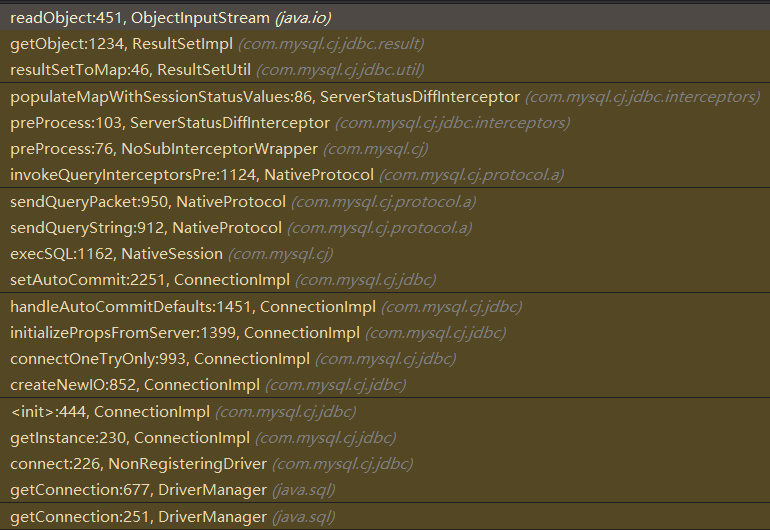 readObject:451, ObjectInputStream (java.io)
getObject:1234, ResultSetImpl (com.mysql.cj.jdbc.result)
resultSetToMap:46, ResultSetUtil (com.mysql.cj.jdbc.util)
populateMapWithSessionStatusValues:86, ServerStatusDiffInterceptor (com.mysql.cj.jdbc.interceptors)
preProcess:103, ServerStatusDiffInterceptor (com.mysql.cj.jdbc.interceptors)
preProcess:76, NoSubInterceptorWrapper (com.mysql.cj)
invokeQueryInterceptorsPre:1124, NativeProtocol (com.mysql.cj.protocol.a)
sendQueryPacket:950, NativeProtocol (com.mysql.cj.protocol.a)
sendQueryString:912, NativeProtocol (com.mysql.cj.protocol.a)
execSQL:1162, NativeSession (com.mysql.cj)
setAutoCommit:2251, ConnectionImpl (com.mysql.cj.jdbc)
handleAutoCommitDefaults:1451, ConnectionImpl (com.mysql.cj.jdbc)
initializePropsFromServer:1399, ConnectionImpl (com.mysql.cj.jdbc)
connectOneTryOnly:993, ConnectionImpl (com.mysql.cj.jdbc)
createNewIO:852, ConnectionImpl (com.mysql.cj.jdbc)
<init>:444, ConnectionImpl (com.mysql.cj.jdbc)
getInstance:230, ConnectionImpl (com.mysql.cj.jdbc)
connect:226, NonRegisteringDriver (com.mysql.cj.jdbc)
getConnection:677, DriverManager (java.sql)
getConnection:251, DriverManager (java.sql)